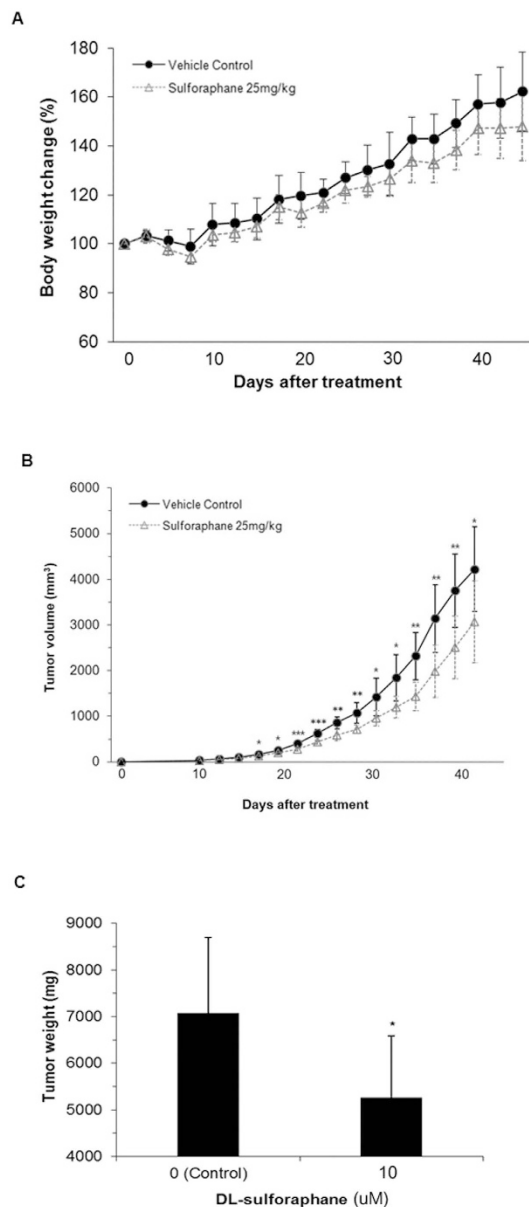 A
180
160
140
120
100
80
60
Body weight change (%)
Vehicle Control
Sulforaphane 25mg/kg
0 10 20 30 40
Days after treatment
B
6000
5000
4000
3000
2000
1000
0
Tumor volume (mm³)
Vehicle Control
Sulforaphane 25mg/kg
* * *** *** ** ** * * ** ** ** *
0 10 20 30 40
Days after treatment
C
9000
8000
7000
6000
5000
4000
Tumor weight (mg)
*
0 (Control) 10
DL-sulforaphane (uM)